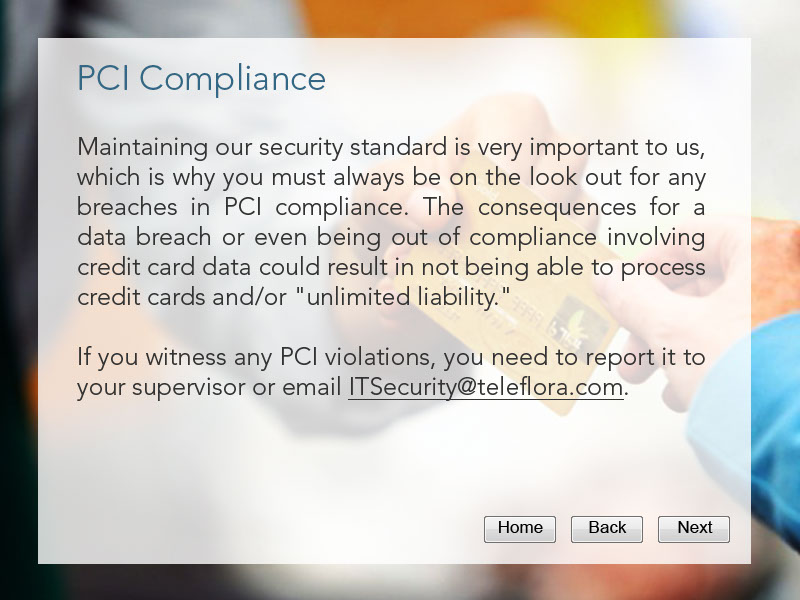 PCI Compliance
Maintaining our security standard is very important to us,
which is why you must always be on the look out for any
breaches in PCI compliance. The consequences for a
data breach or even being out of compliance involving
credit card data could result in not being able to process
credit cards and/or "unlimited liability."
If you witness any PCI violations, you need to report it to
your supervisor or email ITSecurity@teleflora.com.
Home Back Next